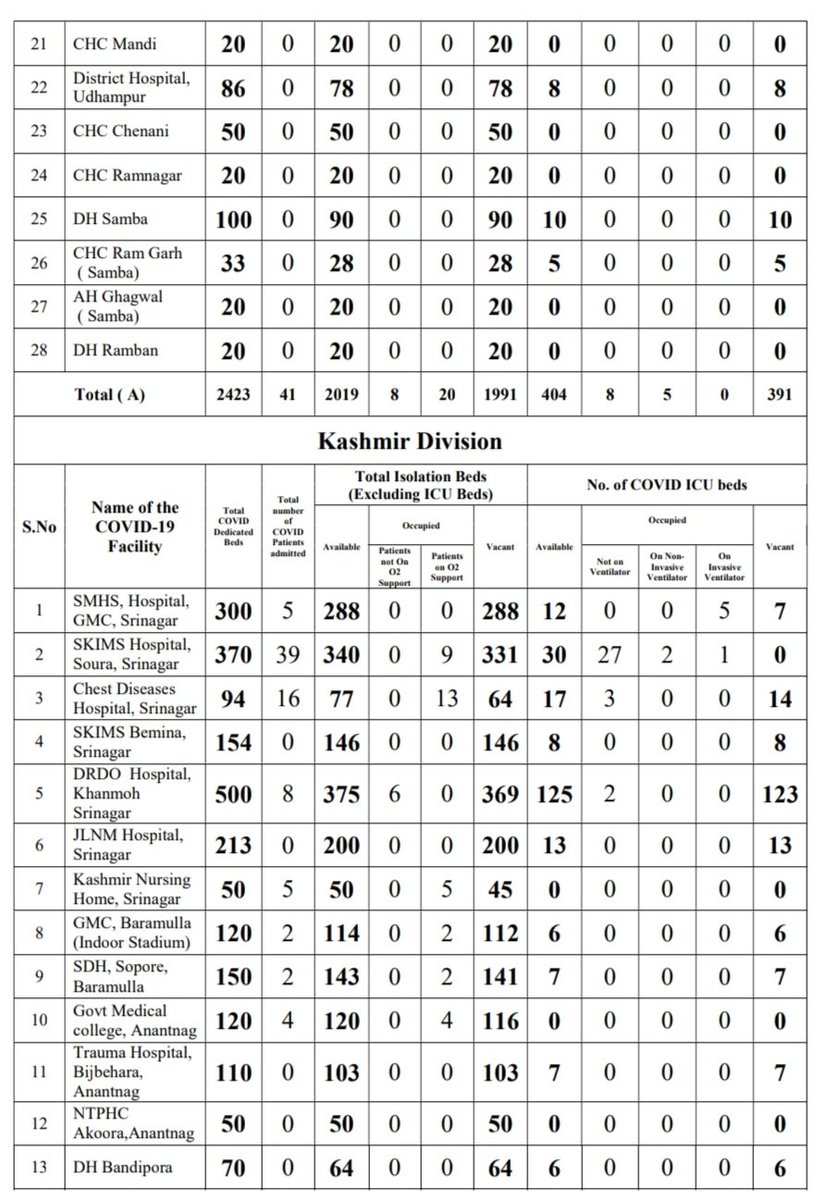 21 CHC Mandi 20 0 20 0 0 20 0 0 0 0 0
22 District Hospital, Udhampur 86 0 78 0 0 78 8 0 0 0 8
23 CHC Chenani 50 0 50 0 0 50 0 0 0 0 0
24 CHC Ramnagar 20 0 20 0 0 20 0 0 0 0 0
25 DH Samba 100 0 90 0 0 90 10 0 0 0 10
26 CHC Ram Garh ( Samba) 33 0 28 0 0 28 5 0 0 0 5
27 AH Ghagwal ( Samba) 20 0 20 0 0 20 0 0 0 0 0
28 DH Ramban 20 0 20 0 0 20 0 0 0 0 0
Total ( A) 2423 41 2019 8 20 1991 404 8 5 0 391
Kashmir Division
S.No
Name of the COVID-19 Facility
Total COVID Dedicated Beds
Total number of COVID Patients admitted
Total Isolation Beds (Excluding ICU Beds)
No. of COVID ICU beds
Available
Occupied
Patients not On O2 Support
Patients on O2 Support
Vacant
Available
Occupied
Not on Ventilator
On Non-Invasive Ventilator
On Invasive Ventilator
Vacant
1 SMHS, Hospital, GMC, Srinagar 300 5 288 0 0 288 12 0 0 5 7
2 SKIMS Hospital, Soura, Srinagar 370 39 340 0 9 331 30 27 2 1 0
3 Chest Diseases Hospital, Srinagar 94 16 77 0 13 64 17 3 0 0 14
4 SKIMS Bemina, Srinagar 154 0 146 0 0 146 8 0 0 0 8
5 DRDO Hospital, Khanmoh Srinagar 500 8 375 6 0 369 125 2 0 0 123
6 JLNM Hospital, Srinagar 213 0 200 0 0 200 13 0 0 0 13
7 Kashmir Nursing Home, Srinagar 50 5 50 0 5 45 0 0 0 0 0
8 GMC, Baramulla (Indoor Stadium) 120 2 114 0 2 112 6 0 0 0 6
9 SDH, Sopore, Baramulla 150 2 143 0 2 141 7 0 0 0 7
10 Govt Medical college, Anantnag 120 4 120 0 4 116 0 0 0 0 0
11 Trauma Hospital, Bijbehara, Anantnag 110 0 103 0 0 103 7 0 0 0 7
12 NTPHC Akoora,Anantnag 50 0 50 0 0 50 0 0 0 0 0
13 DH Bandipora 70 0 64 0 0 64 6 0 0 0 6